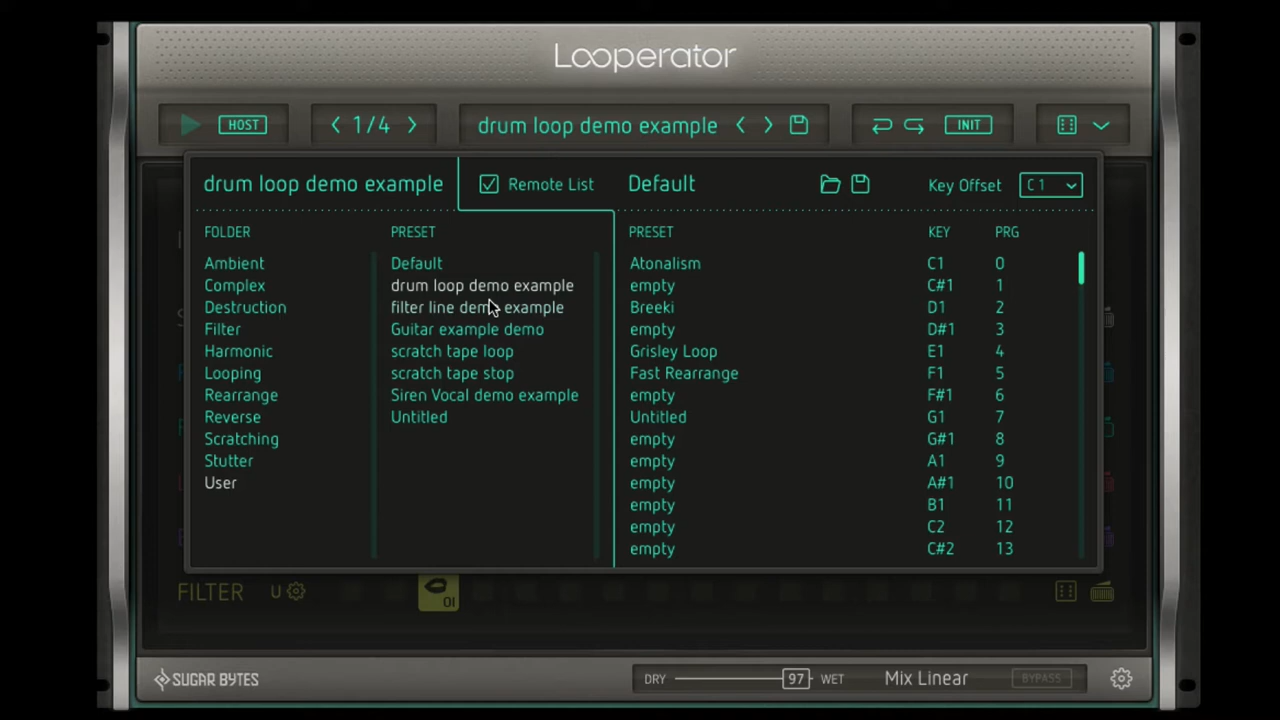 Looperator
HOST
< 1/4 >
drum loop demo example < >
INIT
drum loop demo example
Remote List
Default
Key Offset
C 1
FOLDER
PRESET
PRESET KEY PRG
Ambient
Complex
Destruction
Filter
Harmonic
Looping
Rearrange
Reverse
Scratching
Stutter
User
Default
drum loop demo example
filter line demo example
Guitar example demo
scratch tape loop
scratch tape stop
Siren Vocal demo example
Untitled
Atonalism C1 0
empty C#1 1
Breeki D1 2
empty D#1 3
Grisley Loop E1 4
Fast Rearrange F1 5
empty F#1 6
Untitled G1 7
empty G#1 8
empty A1 9
empty A#1 10
empty B1 11
empty C2 12
empty C#2 13
FILTER U
01
SUGAR BYTES
DRY 97 WET
Mix Linear
BYPASS